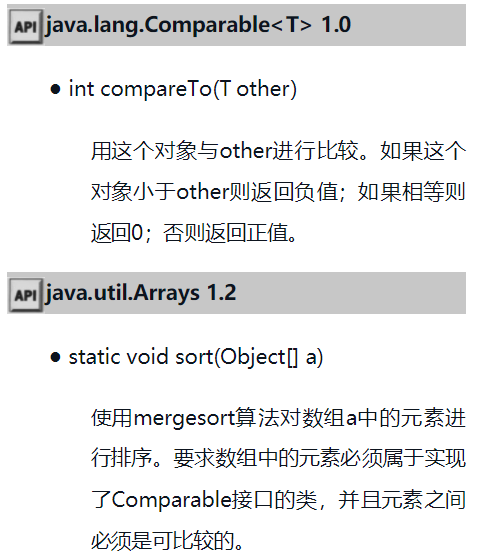 API java.lang.Comparable<T> 1.0
● int compareTo(T other)
用这个对象与other进行比较。如果这个
对象小于other则返回负值；如果相等则
返回0；否则返回正值。
API java.util.Arrays 1.2
● static void sort(Object[] a)
使用mergesort算法对数组a中的元素进
行排序。要求数组中的元素必须属于实现
了Comparable接口的类，并且元素之间
必须是可比较的。